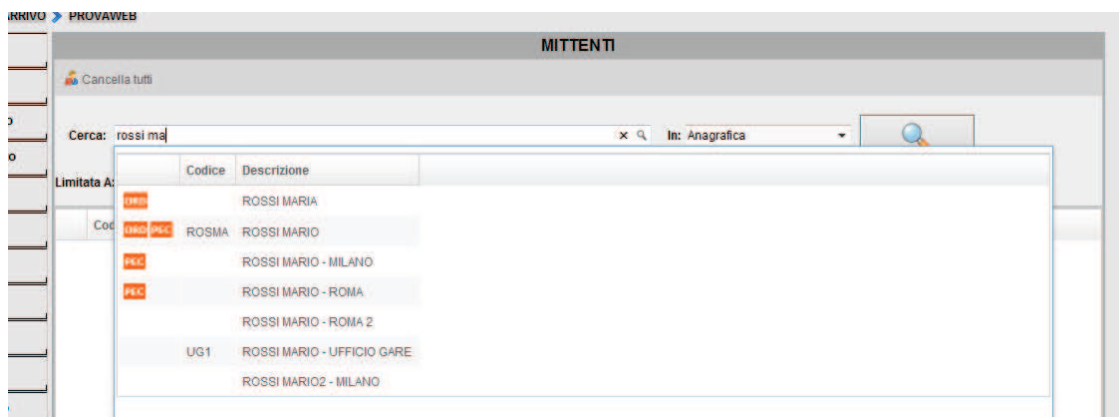 ARRIVO PROVAWEB
MITTENTI
Cancella tutti
Cerca: rossi ma In: Anagrafica
Limitata A:
Codice Descrizione
ORD ROSSI MARIA
ORD PEC ROSMA ROSSI MARIO
PEC ROSSI MARIO - MILANO
PEC ROSSI MARIO - ROMA
ROSSI MARIO - ROMA 2
UG1 ROSSI MARIO - UFFICIO GARE
ROSSI MARIO2 - MILANO